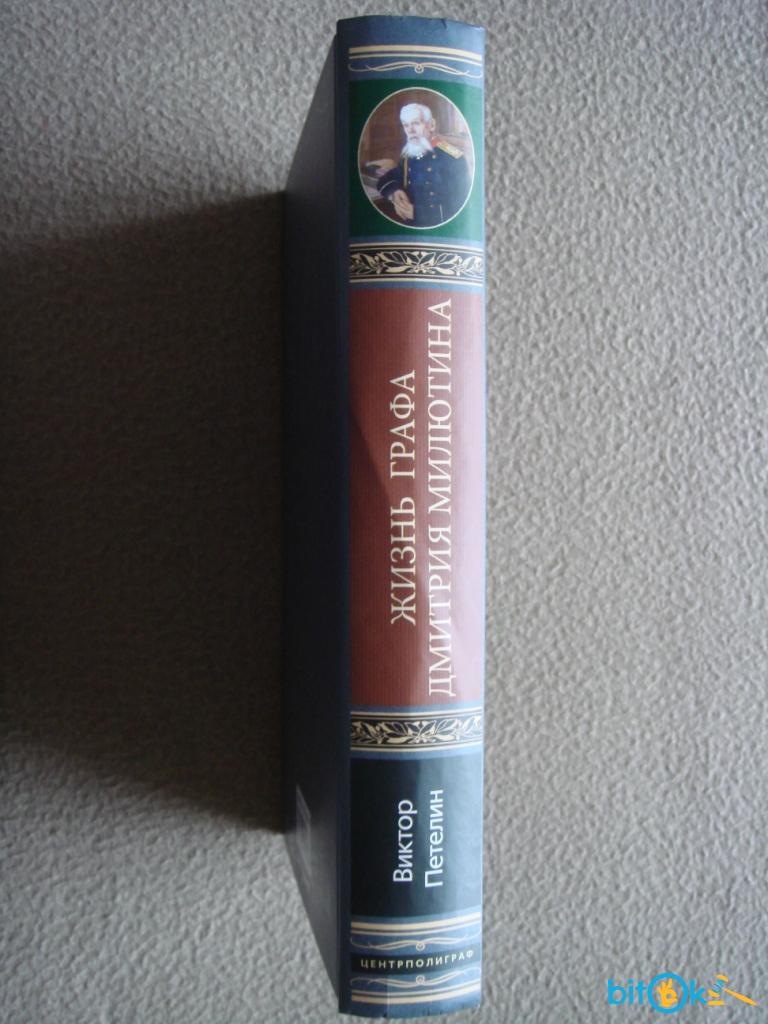 ЖИЗНЬ ГРАФА
ДМИТРИЯ МИЛЮТИНА
Виктор
Петелин
ЦЕНТРПОЛИГРАФ
bitOk